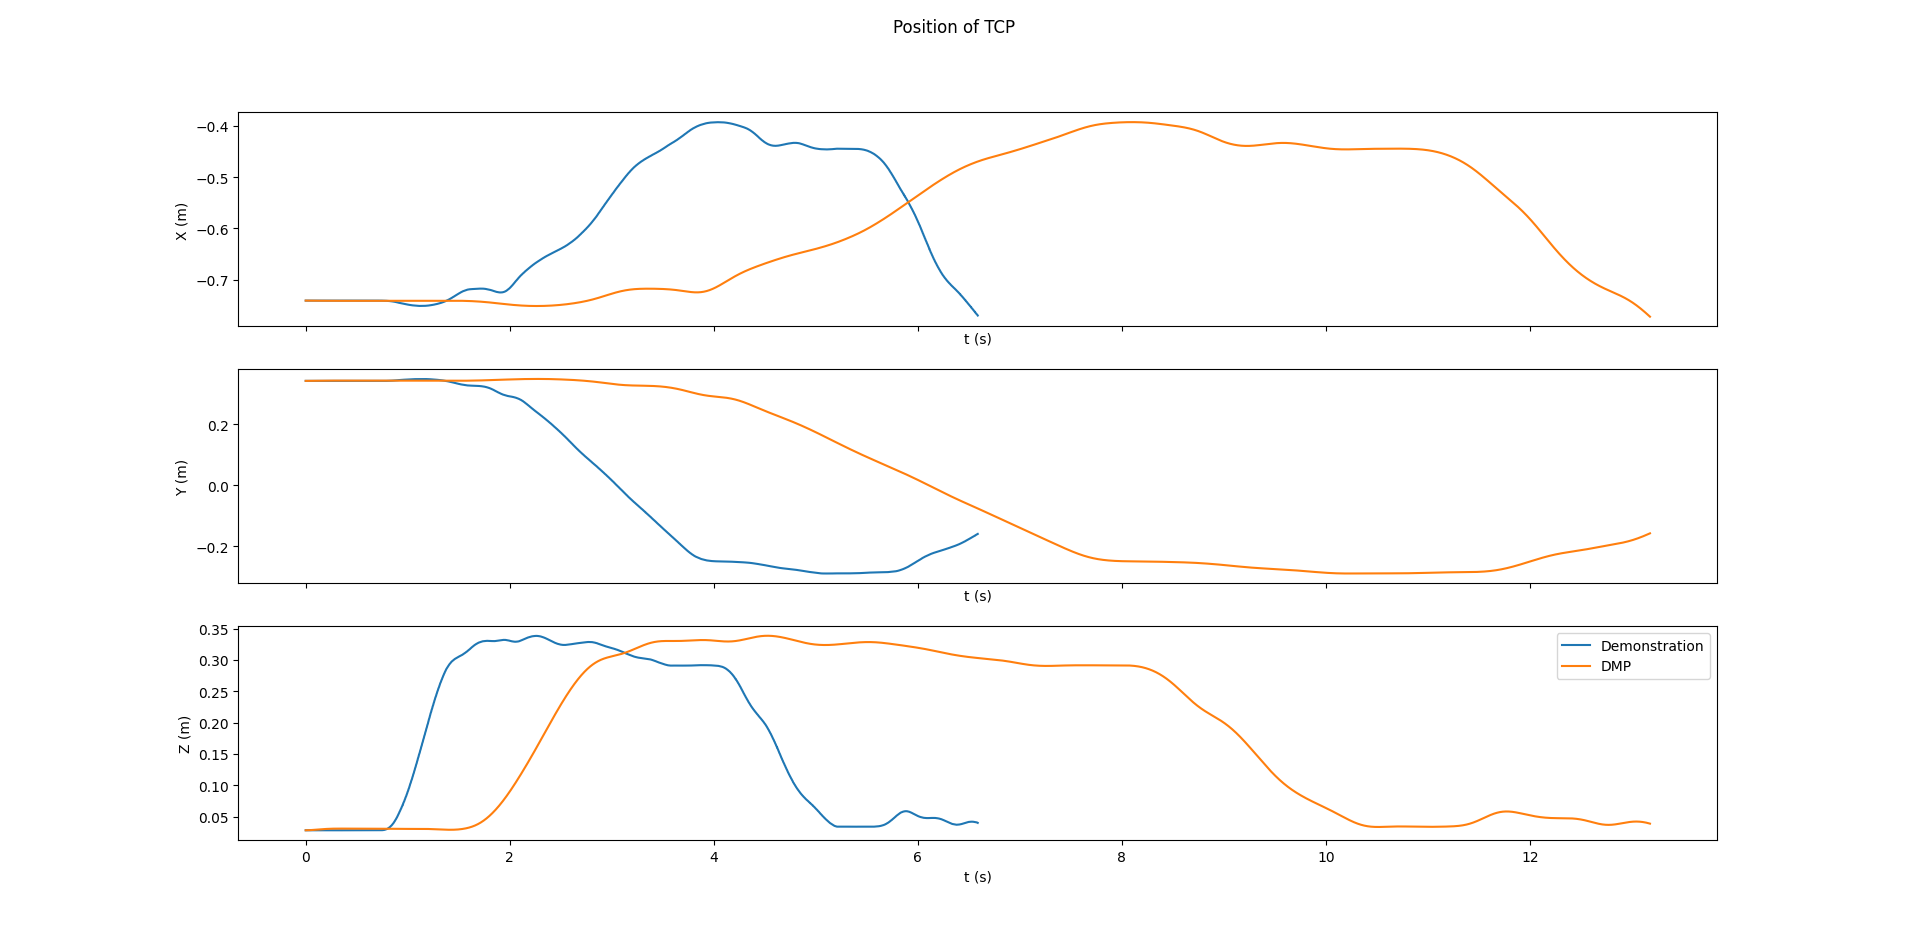 Position of TCP
−0.4
−0.5
−0.6
−0.7
X (m)
t (s)
0.2
0.0
−0.2
Y (m)
t (s)
0.35
0.30
0.25
0.20
0.15
0.10
0.05
Z (m)
Demonstration
DMP
0 2 4 6 8 10 12
t (s)